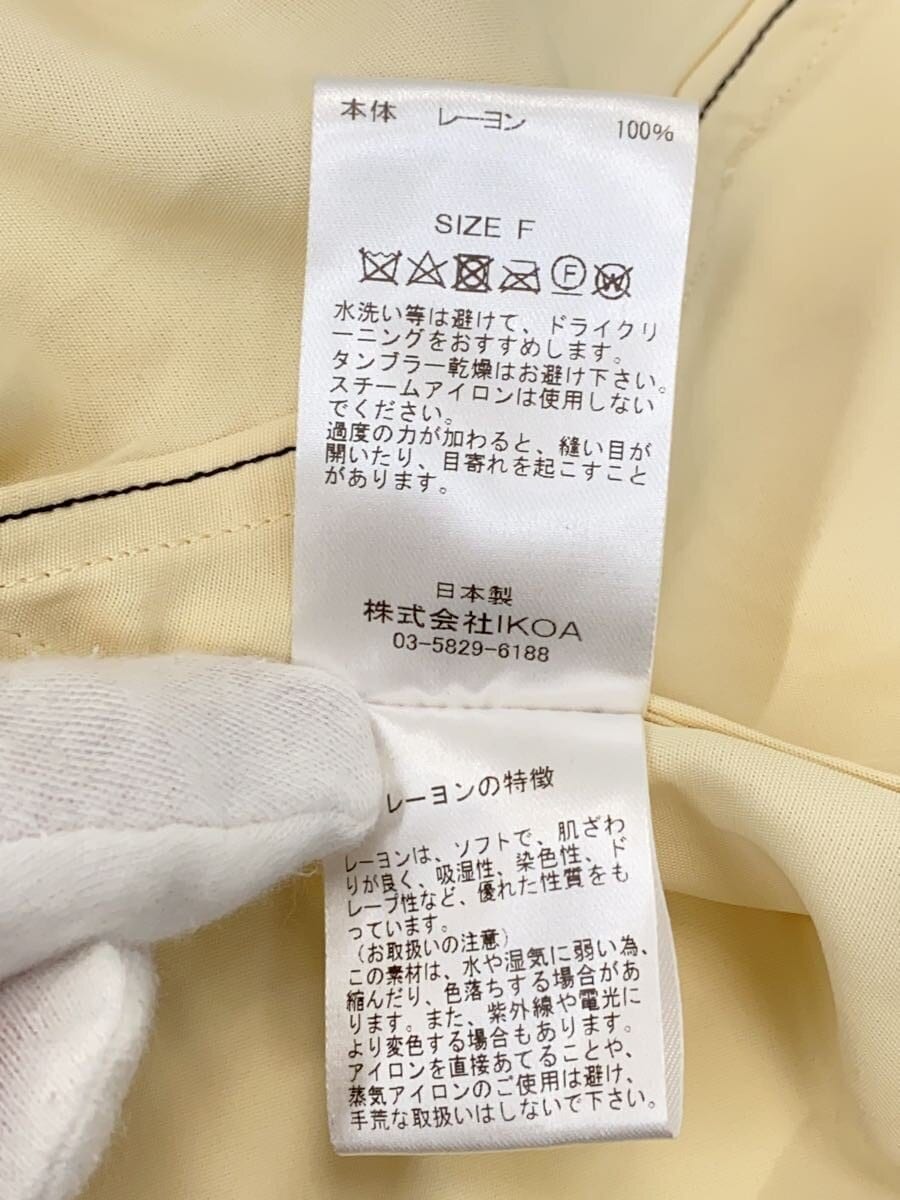 本体 レーヨン 100%
SIZE F
F W
水洗い等は避けて、ドライクリ
ーニングをおすすめします。
タンブラー乾燥はお避け下さい。
スチームアイロンは使用しない
でください。
過度の力が加わると、縫い目が
開いたり、目寄れを起こすこと
があります。
日本製
株式会社IKOA
03-5829-6188
レーヨンの特徴
レーヨンは、ソフトで、肌ざわ
りが良く、吸湿性、染色性、ド
レープ性など、優れた性質をも
っています。
(お取扱いの注意)
この素材は、水や湿気に弱い為、
縮んだり、色落ちする場合があ
ります。また、紫外線や電光に
より変色する場合もあります。
アイロンを直接あてることや、
蒸気アイロンのご使用は避け、
手荒な取扱いはしないで下さい。